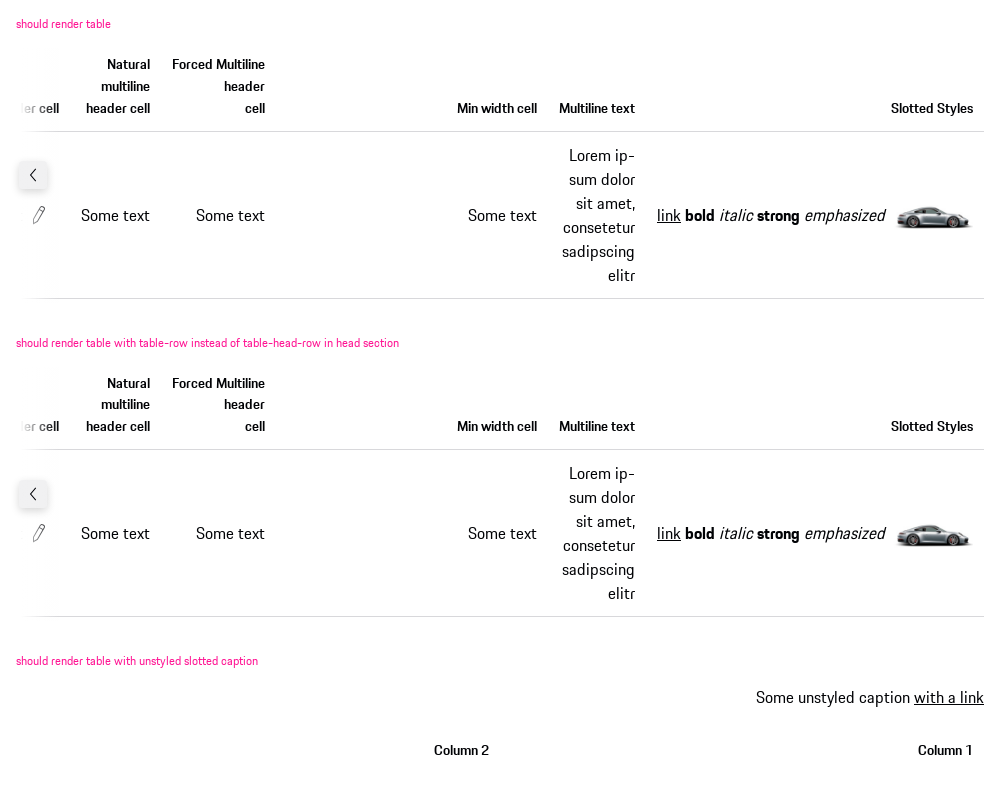 should render table
Natural
multiline
header cell
Forced Multiline
header
cell
cell
Min width cell
Multiline text
Slotted Styles
Some text
Some text
Some text
Lorem ip-
sum dolor
sit amet,
consetetur
sadipscing
elitr
link bold italic strong emphasized
should render table with table-row instead of table-head-row in head section
Natural
multiline
header cell
Forced Multiline
header
cell
cell
Min width cell
Multiline text
Slotted Styles
Some text
Some text
Some text
Lorem ip-
sum dolor
sit amet,
consetetur
sadipscing
elitr
link bold italic strong emphasized
should render table with unstyled slotted caption
Some unstyled caption with a link
Column 2
Column 1